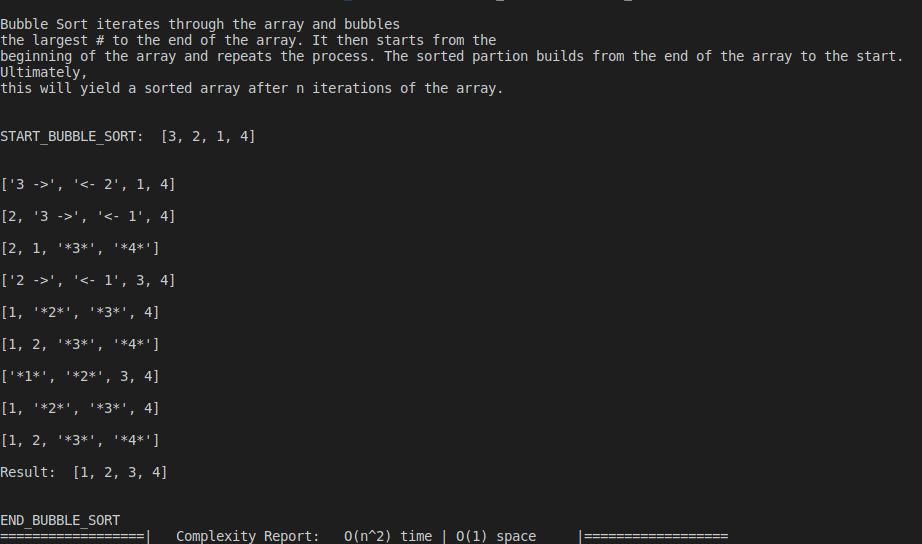 Bubble Sort iterates through the array and bubbles
the largest # to the end of the array. It then starts from the
beginning of the array and repeats the process. The sorted partion builds from the end of the array to the start.
Ultimately,
this will yield a sorted array after n iterations of the array.
START_BUBBLE_SORT:  [3, 2, 1, 4]
['3 ->', '<- 2', 1, 4]
[2, '3 ->', '<- 1', 4]
[2, 1, '*3*', '*4*']
['2 ->', '<- 1', 3, 4]
[1, '*2*', '*3*', 4]
[1, 2, '*3*', '*4*']
['*1*', '*2*', 3, 4]
[1, '*2*', '*3*', 4]
[1, 2, '*3*', '*4*']
Result:  [1, 2, 3, 4]
END_BUBBLE_SORT
==================|   Complexity Report:   O(n^2) time | O(1) space     |==================